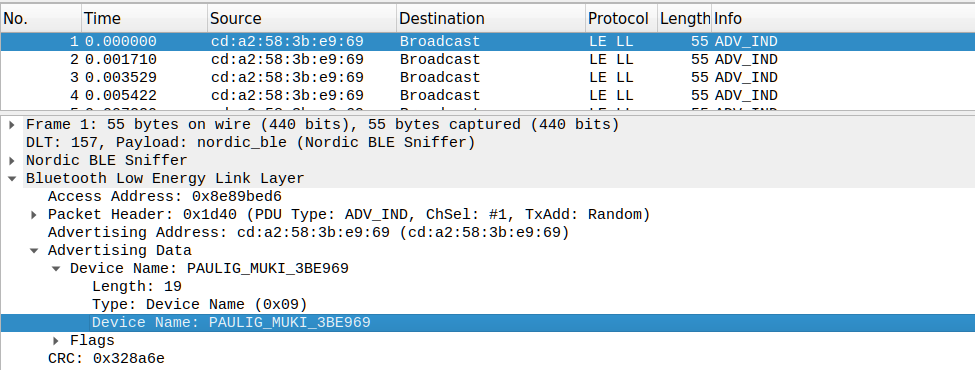 No. Time Source Destination Protocol Length Info
1 0.000000 cd:a2:58:3b:e9:69 Broadcast LE LL 55 ADV_IND
2 0.001710 cd:a2:58:3b:e9:69 Broadcast LE LL 55 ADV_IND
3 0.003529 cd:a2:58:3b:e9:69 Broadcast LE LL 55 ADV_IND
4 0.005422 cd:a2:58:3b:e9:69 Broadcast LE LL 55 ADV_IND
Frame 1: 55 bytes on wire (440 bits), 55 bytes captured (440 bits)
DLT: 157, Payload: nordic_ble (Nordic BLE Sniffer)
Nordic BLE Sniffer
Bluetooth Low Energy Link Layer
Access Address: 0x8e89bed6
Packet Header: 0x1d40 (PDU Type: ADV_IND, ChSel: #1, TxAdd: Random)
Advertising Address: cd:a2:58:3b:e9:69 (cd:a2:58:3b:e9:69)
Advertising Data
Device Name: PAULIG_MUKI_3BE969
Length: 19
Type: Device Name (0x09)
Device Name: PAULIG_MUKI_3BE969
Flags
CRC: 0x328a6e